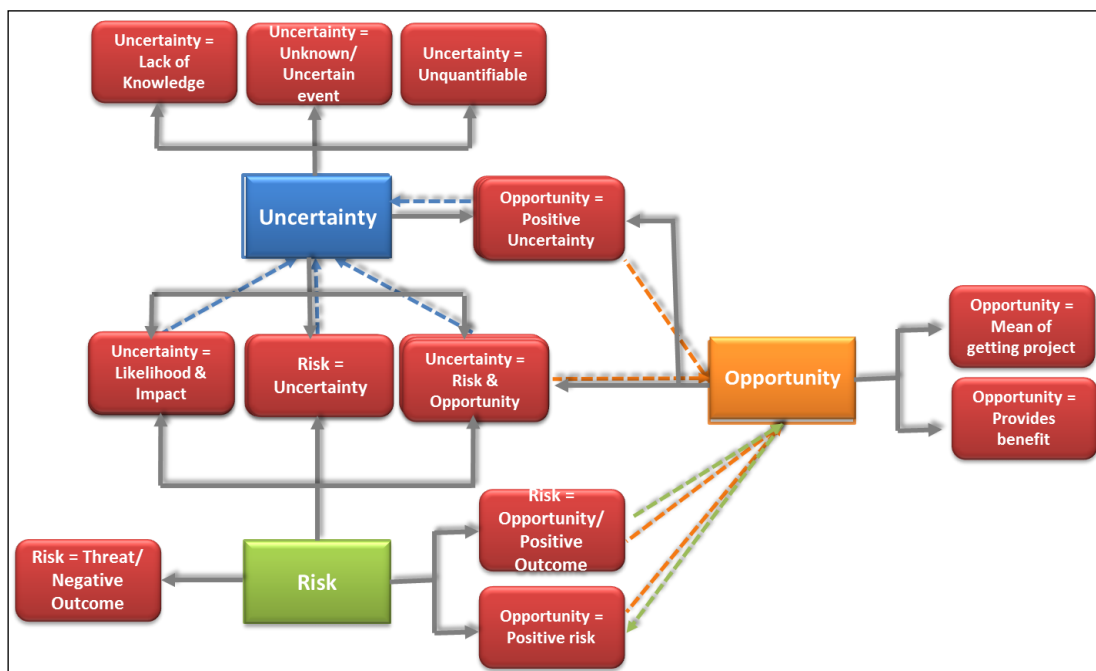 Uncertainty =
Lack of
Knowledge
Uncertainty =
Unknown/
Uncertain
event
Uncertainty =
Unquantifiable
Uncertainty
Opportunity =
Positive
Uncertainty
Uncertainty =
Likelihood &
Impact
Risk =
Uncertainty
Uncertainty =
Risk &
Opportunity
Opportunity
Opportunity =
Mean of
getting project
Opportunity =
Provides
benefit
Risk = Threat/
Negative
Outcome
Risk
Risk =
Opportunity/
Positive
Outcome
Opportunity =
Positive risk